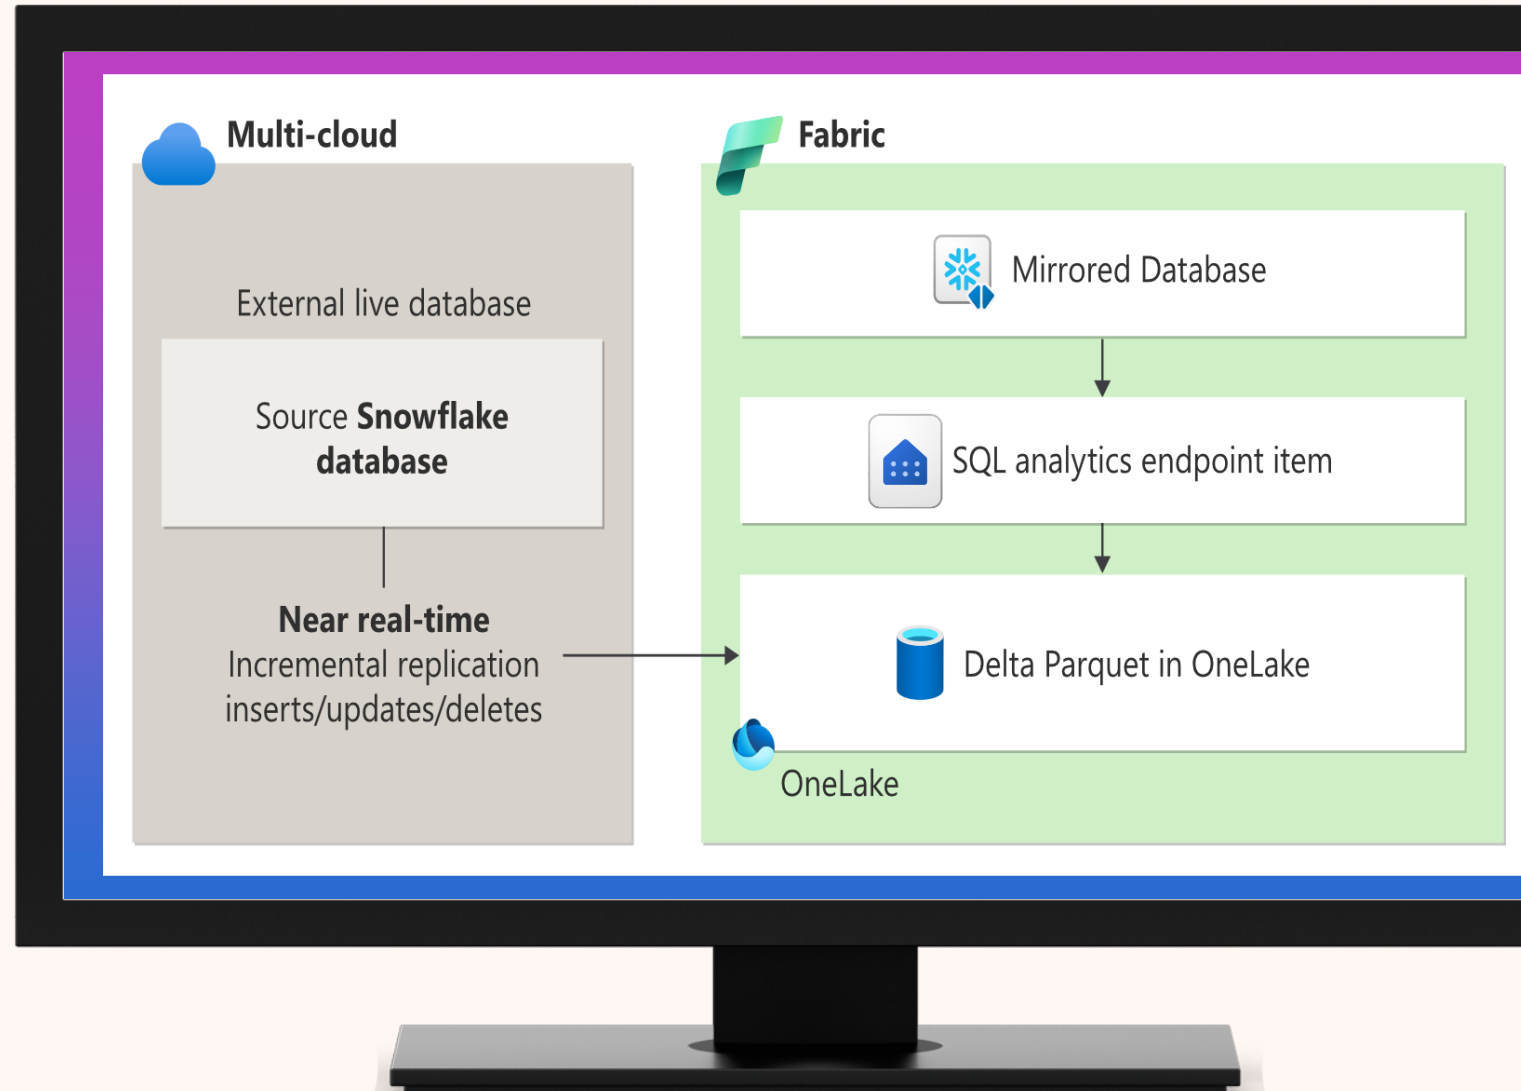 Multi-cloud
External live database
Source Snowflake
database
Near real-time
Incremental replication
inserts/updates/deletes
Fabric
Mirrored Database
SQL analytics endpoint item
Delta Parquet in OneLake
OneLake